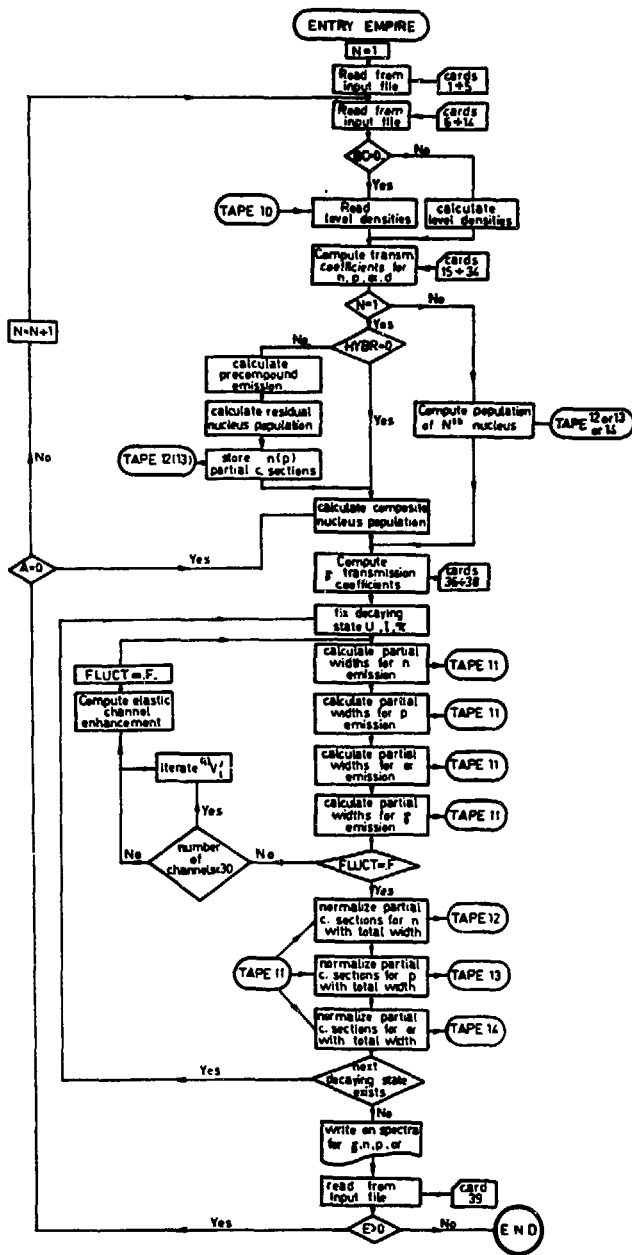 ENTRY EMPIRE
N=1
Read from
input file
cards
1÷5
Read from
input file
cards
6÷14
No
Yes
TAPE 10
Read
level densities
calculate
level densities
Compute transm.
coefficients for
n, p, α, d
cards
15÷34
N=1
No
Yes
N=N+1
HYBR=0
No
Yes
calculate
precompound
emission
calculate residual
nucleus population
TAPE 12(13)
store n(p)
partial c. sections
Compute population
of Nth nucleus
TAPE 12 or 13
or 14
No
calculate composite
nucleus population
A=0
Yes
Compute
γ transmission
coefficients
cards
36÷38
fix decaying
state U, I, π
calculate partial
widths for n
emission
TAPE 11
FLUCT=.F.
Compute elastic
channel
enhancement
calculate partial
widths for p
emission
TAPE 11
calculate partial
widths for α
emission
TAPE 11
iterate
Yes
calculate partial
widths for γ
emission
TAPE 11
No
number
of
channels<30
No
FLUCT=.F
Yes
normalize partial
c. sections for n
with total width
TAPE 12
TAPE 11
normalize partial
c. sections for p
with total width
TAPE 13
normalize partial
c. sections for α
with total width
TAPE 14
Yes
next
decaying state
exists
No
write on spectra
for γ, n, p, α
read from
input file
card
39
Yes
E>0
No
END